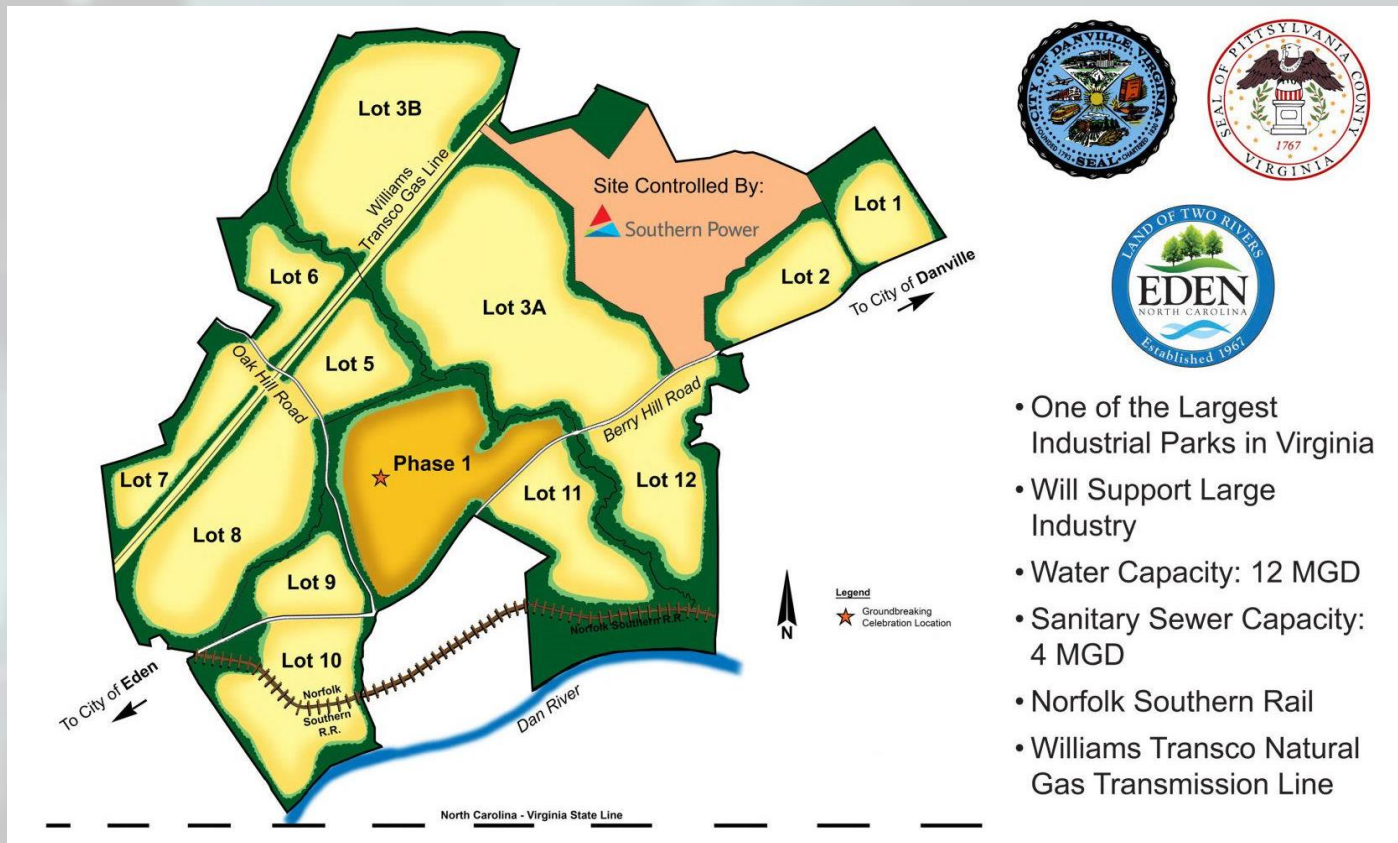 Lot 3B
Williams
Transco Gas Line
Site Controlled By:
Southern Power
Lot 1
Lot 2
To City of Danville
Lot 6
Lot 3A
Lot 5
Oak Hill Road
Berry Hill Road
Phase 1
Lot 7
Lot 8
Lot 11
Lot 12
Lot 9
Lot 10
Norfolk Southern R.R.
Norfolk
Southern
R.R.
To City of Eden
Dan River
N
Legend
Groundbreaking
Celebration Location
North Carolina - Virginia State Line
CITY OF DANVILLE, VIRGINIA
FOUNDED 1793 SEAL CHARTERED 1830
SEAL OF PITTSYLVANIA COUNTY
1767
VIRGINIA
LAND OF TWO RIVERS
EDEN
NORTH CAROLINA
Established 1967
• One of the Largest
Industrial Parks in Virginia
• Will Support Large
Industry
• Water Capacity: 12 MGD
• Sanitary Sewer Capacity:
4 MGD
• Norfolk Southern Rail
• Williams Transco Natural
Gas Transmission Line